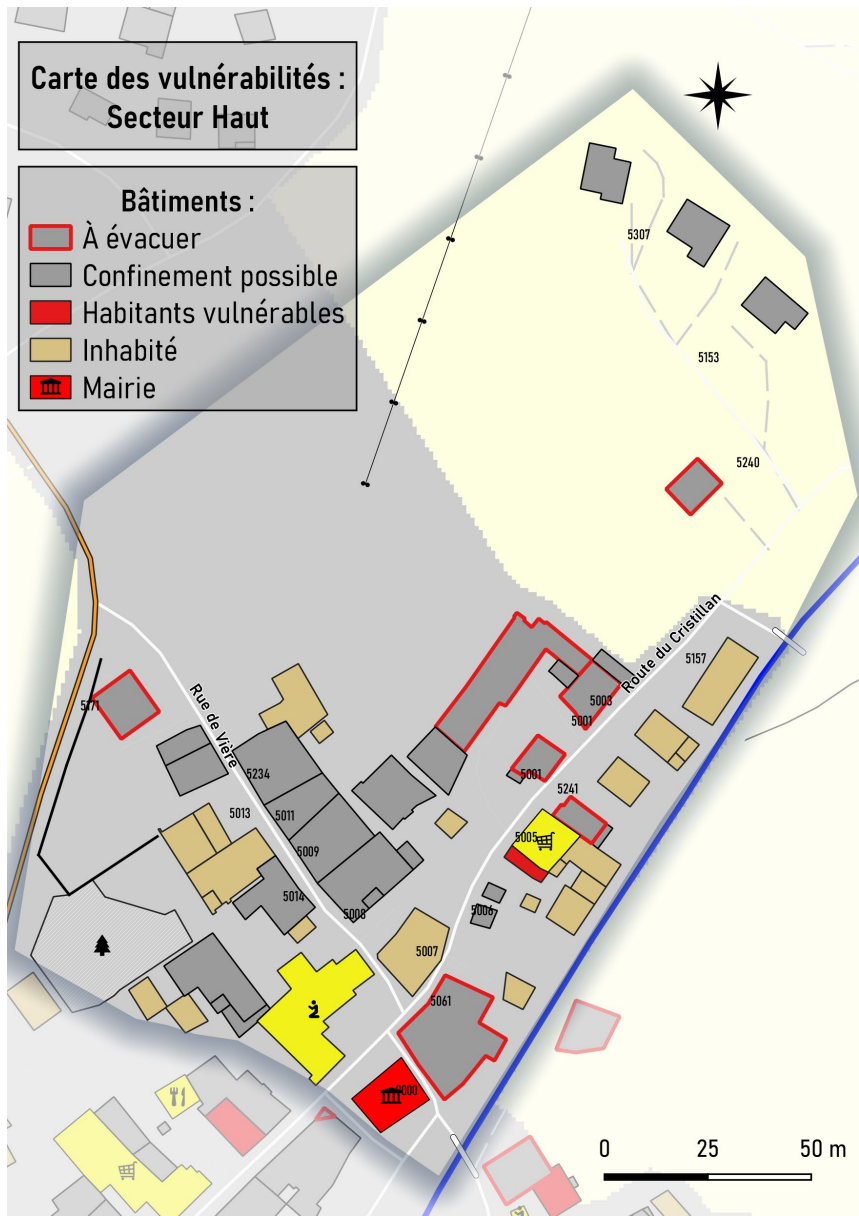 Carte des vulnérabilités :
Secteur Haut
Bâtiments :
À évacuer
Confinement possible
Habitants vulnérables
Inhabité
Mairie
5307
5153
5240
Route du Cristillan
5157
5003
5001
5171
Rue de Vière
5234
5001
5241
5013
5011
5005
5009
5014
5008
5006
5007
5061
0000
0 25 50 m